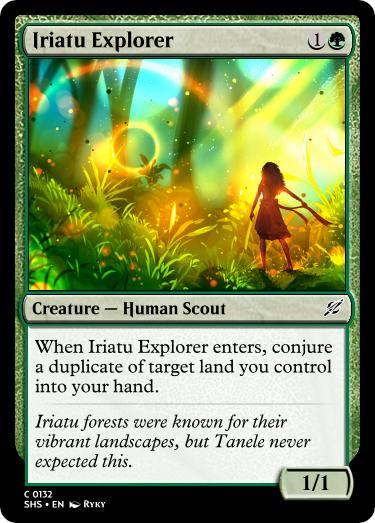 Iriatu Explorer 1
Creature — Human Scout
When Iriatu Explorer enters, conjure
a duplicate of target land you control
into your hand.
Iriatu forests were known for their
vibrant landscapes, but Tanele never
expected this.
1/1
C 0132
SHS • EN Ryky